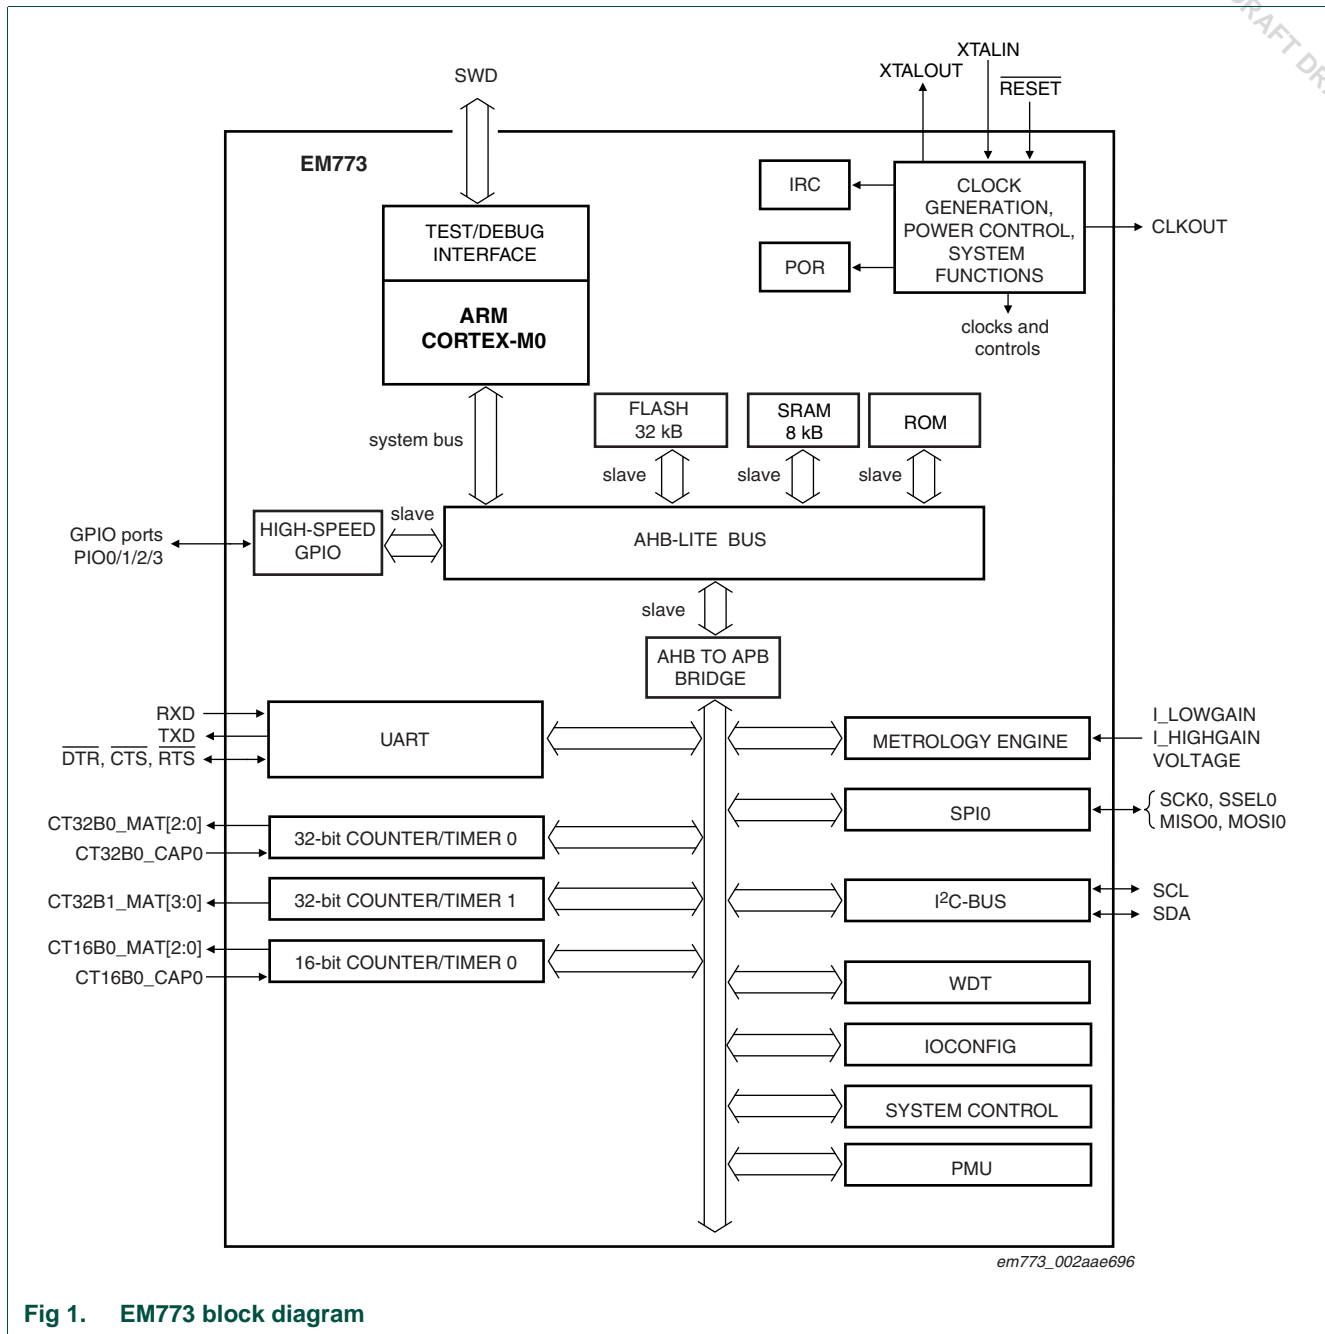 DRAFT DR
XTALIN
XTALOUT
RESET
SWD
EM773
TEST/DEBUG
INTERFACE
ARM
CORTEX-M0
IRC
POR
CLOCK
GENERATION,
POWER CONTROL,
SYSTEM
FUNCTIONS
CLKOUT
clocks and
controls
system bus
FLASH
32 kB
SRAM
8 kB
ROM
slave
slave
slave
GPIO ports
PIO0/1/2/3
HIGH-SPEED
GPIO
slave
AHB-LITE BUS
slave
AHB TO APB
BRIDGE
RXD
TXD
DTR, CTS, RTS
UART
METROLOGY ENGINE
I_LOWGAIN
I_HIGHGAIN
VOLTAGE
CT32B0_MAT[2:0]
CT32B0_CAP0
32-bit COUNTER/TIMER 0
SPI0
SCK0, SSEL0
MISO0, MOSI0
CT32B1_MAT[3:0]
32-bit COUNTER/TIMER 1
I²C-BUS
SCL
SDA
CT16B0_MAT[2:0]
CT16B0_CAP0
16-bit COUNTER/TIMER 0
WDT
IOCONFIG
SYSTEM CONTROL
PMU
em773_002aae696
Fig 1. EM773 block diagram